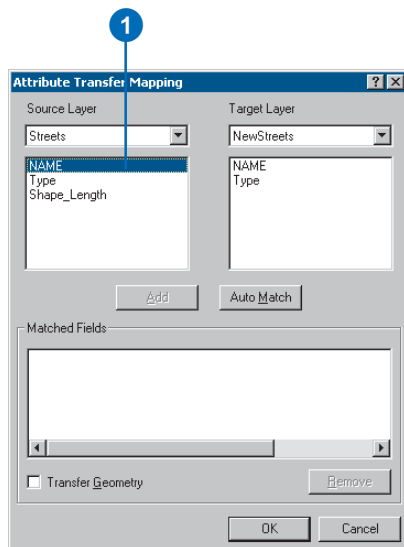 1
Attribute Transfer Mapping
Source Layer
Target Layer
Streets
NewStreets
NAME
Type
Shape_Length
NAME
Type
Add
Auto Match
Matched Fields
Transfer Geometry
Remove
OK
Cancel